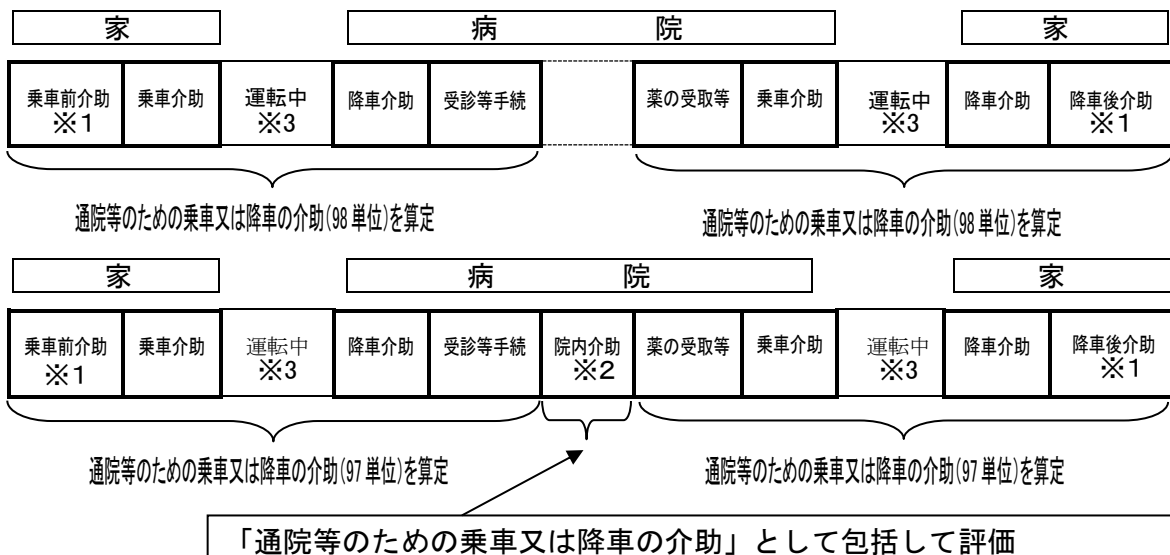 家 病 院 家
乗車前介助 乗車介助 運転中 降車介助 受診等手続 薬の受取等 乗車介助 運転中 降車介助 降車後介助
※1 ※3 ※3 ※1
通院等のための乗車又は降車の介助(98単位)を算定 通院等のための乗車又は降車の介助(98単位)を算定
家 病 院 家
乗車前介助 乗車介助 運転中 降車介助 受診等手続 院内介助 薬の受取等 乗車介助 運転中 降車介助 降車後介助
※1 ※3 ※2 ※3 ※1
通院等のための乗車又は降車の介助(97単位)を算定 通院等のための乗車又は降車の介助(97単位)を算定
「通院等のための乗車又は降車の介助」として包括して評価